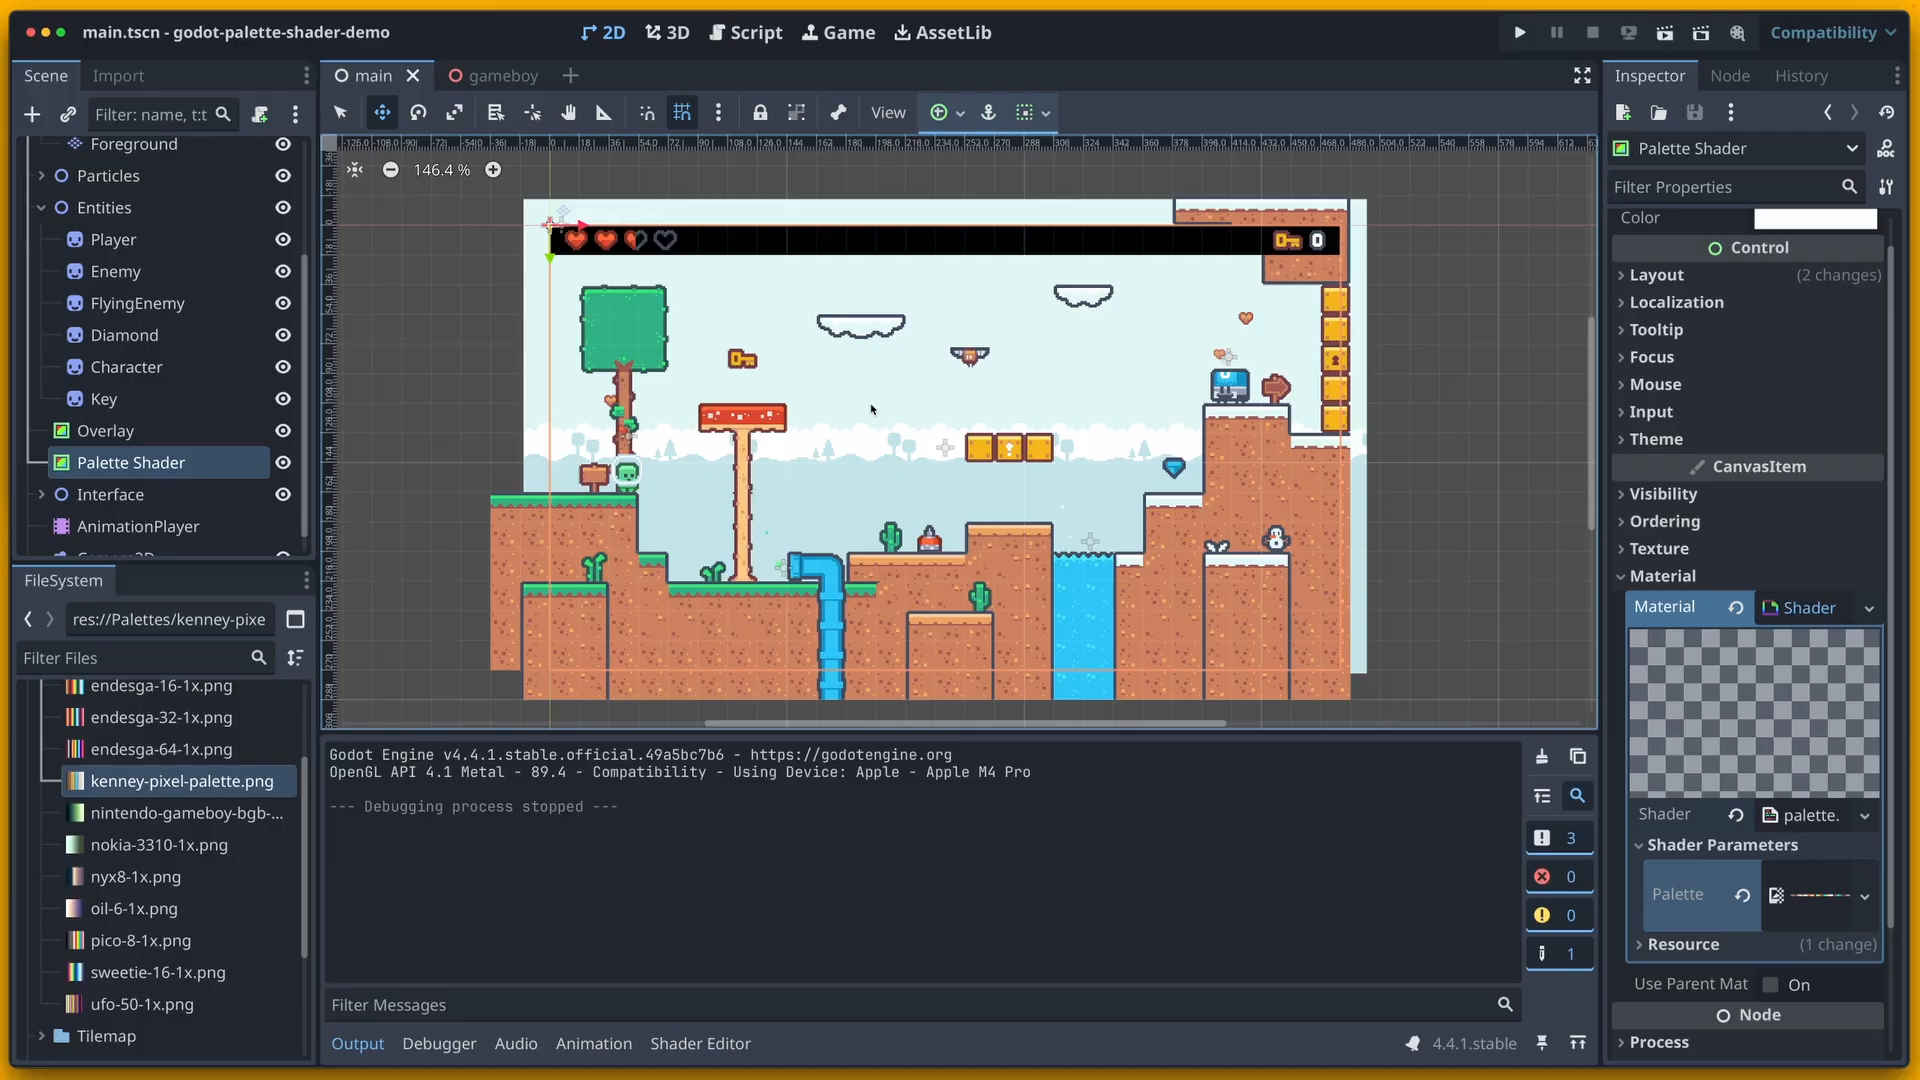 main.tscn - godot-palette-shader-demo
2D
3D
Script
Game
AssetLib
Compatibility
Scene
Import
main
gameboy
Inspector
Node
History
Filter: name, t:t
View
146.4 %
Palette Shader
Filter Properties
Foreground
Particles
Entities
Player
Enemy
FlyingEnemy
Diamond
Character
Key
Overlay
Palette Shader
Interface
AnimationPlayer
0
Color
Control
Layout
(2 changes)
Localization
Tooltip
Focus
Mouse
Input
Theme
CanvasItem
Visibility
Ordering
Texture
Material
Material
Shader
Shader
palette.
Shader Parameters
Palette
Resource
(1 change)
Use Parent Mat
On
Node
Process
FileSystem
res://Palettes/kenney-pixe
Filter Files
endesga-16-1x.png
endesga-32-1x.png
endesga-64-1x.png
kenney-pixel-palette.png
nintendo-gameboy-bgb-...
nokia-3310-1x.png
nyx8-1x.png
oil-6-1x.png
pico-8-1x.png
sweetie-16-1x.png
ufo-50-1x.png
Tilemap
Godot Engine v4.4.1.stable.official.49a5bc7b6 - https://godotengine.org
OpenGL API 4.1 Metal - 89.4 - Compatibility - Using Device: Apple - Apple M4 Pro
--- Debugging process stopped ---
3
0
0
1
Filter Messages
Output
Debugger
Audio
Animation
Shader Editor
4.4.1.stable